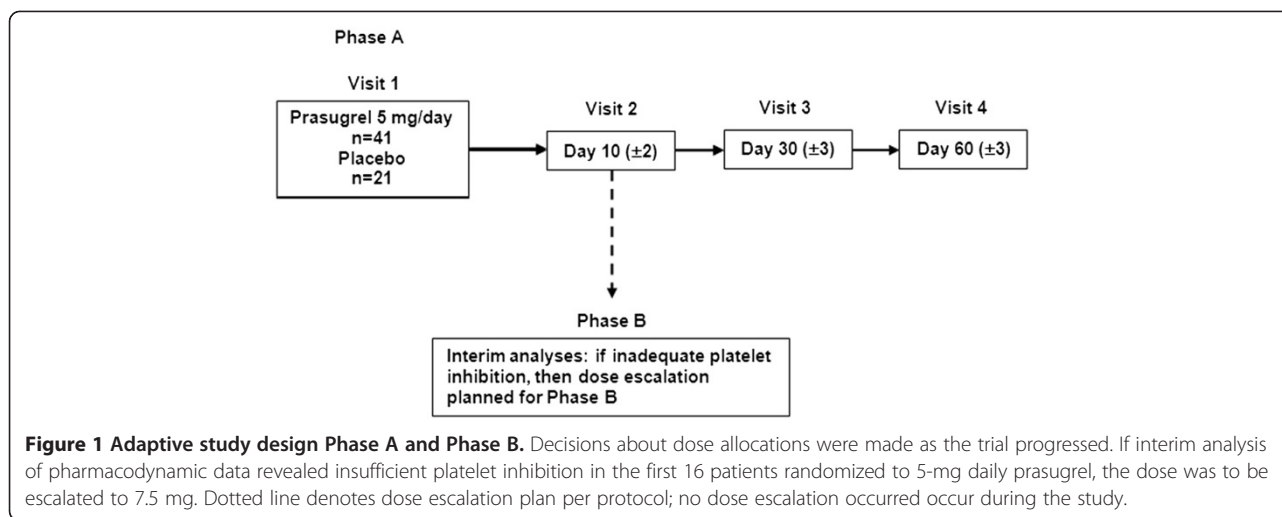 Phase A
Visit 1
Prasugrel 5 mg/day
n=41
Placebo
n=21
Visit 2
Day 10 (±2)
Visit 3
Day 30 (±3)
Visit 4
Day 60 (±3)
Phase B
Interim analyses: if inadequate platelet
inhibition, then dose escalation
planned for Phase B
Figure 1 Adaptive study design Phase A and Phase B. Decisions about dose allocations were made as the trial progressed. If interim analysis
of pharmacodynamic data revealed insufficient platelet inhibition in the first 16 patients randomized to 5-mg daily prasugrel, the dose was to be
escalated to 7.5 mg. Dotted line denotes dose escalation plan per protocol; no dose escalation occurred occur during the study.